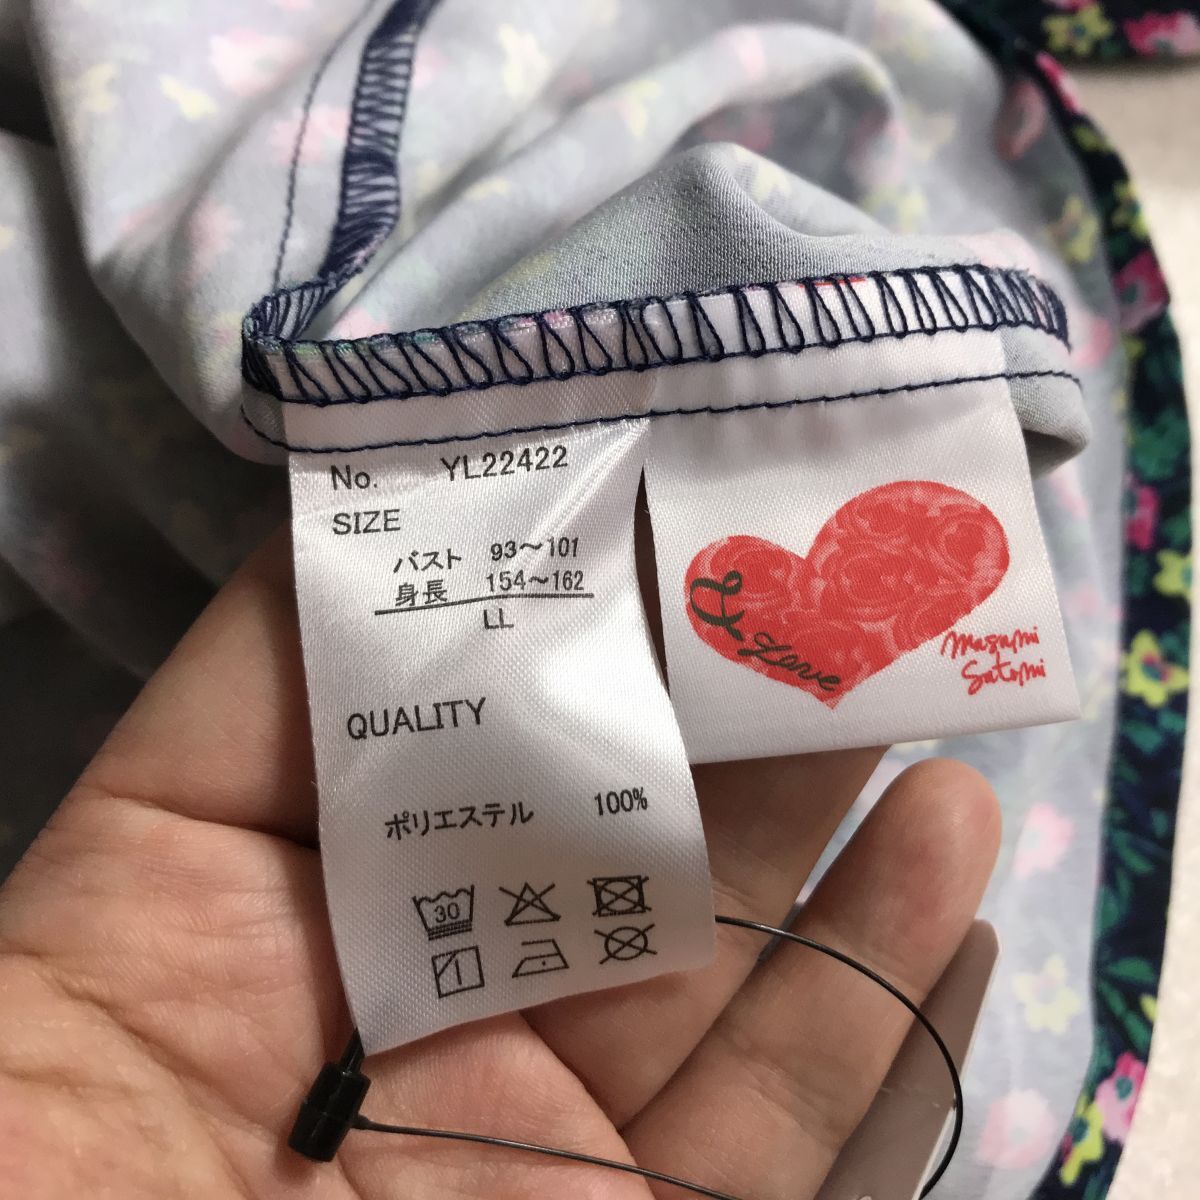 No. YL22422
SIZE
バスト 93～101
身長 154～162
LL
QUALITY
ポリエステル 100%
30
I Love
Masumi
Satomi